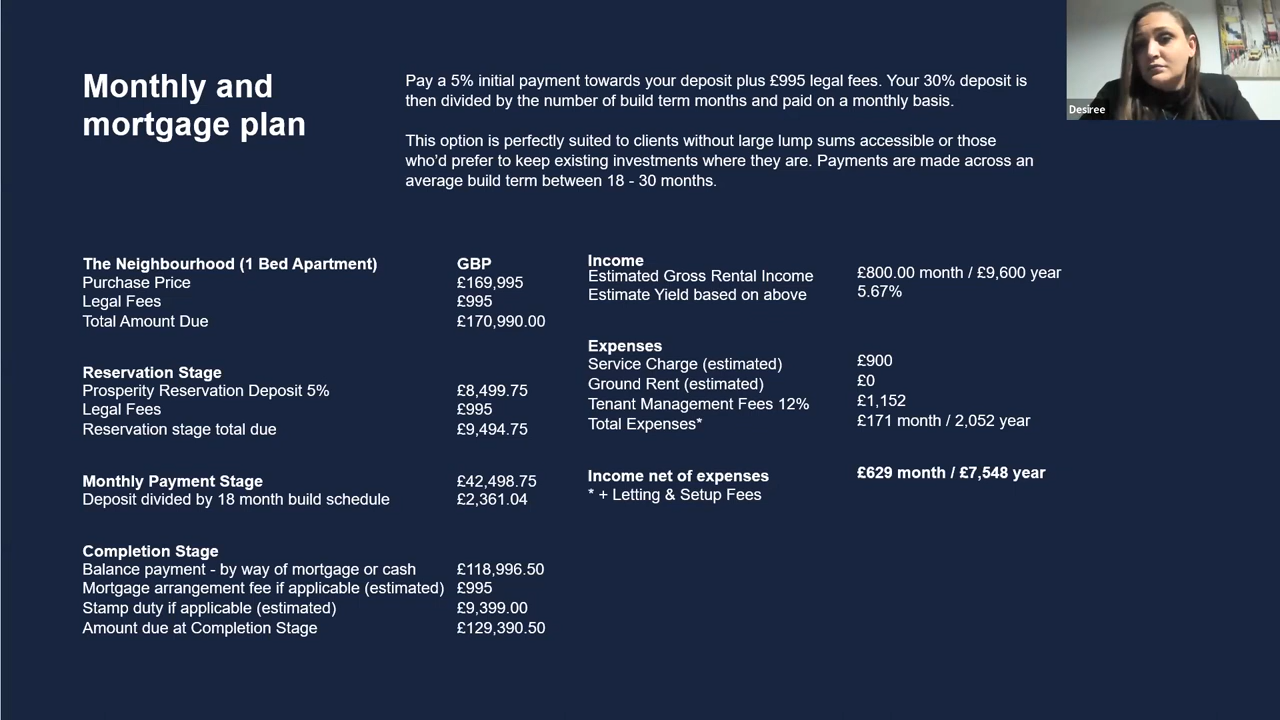 Monthly and
mortgage plan
Pay a 5% initial payment towards your deposit plus £995 legal fees. Your 30% deposit is
then divided by the number of build term months and paid on a monthly basis.
This option is perfectly suited to clients without large lump sums accessible or those
who'd prefer to keep existing investments where they are. Payments are made across an
average build term between 18 - 30 months.
Desiree
The Neighbourhood (1 Bed Apartment) GBP
Purchase Price £169,995
Legal Fees £995
Total Amount Due £170,990.00
Reservation Stage
Prosperity Reservation Deposit 5% £8,499.75
Legal Fees £995
Reservation stage total due £9,494.75
Monthly Payment Stage £42,498.75
Deposit divided by 18 month build schedule £2,361.04
Completion Stage
Balance payment - by way of mortgage or cash £118,996.50
Mortgage arrangement fee if applicable (estimated) £995
Stamp duty if applicable (estimated) £9,399.00
Amount due at Completion Stage £129,390.50
Income
Estimated Gross Rental Income £800.00 month / £9,600 year
Estimate Yield based on above 5.67%
Expenses
Service Charge (estimated) £900
Ground Rent (estimated) £0
Tenant Management Fees 12% £1,152
Total Expenses* £171 month / 2,052 year
Income net of expenses £629 month / £7,548 year
* + Letting & Setup Fees